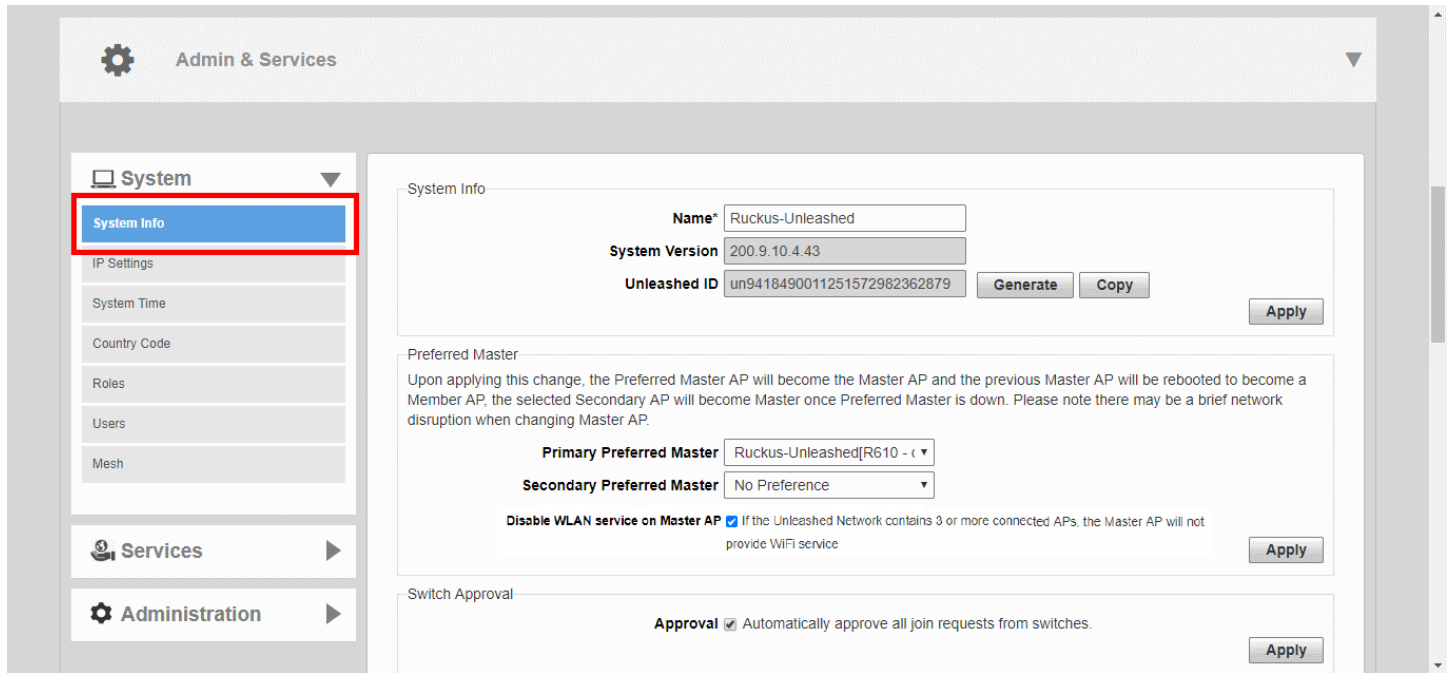 Admin & Services
System
System Info
IP Settings
System Time
Country Code
Roles
Users
Mesh
Services
Administration
System Info
Name* Ruckus-Unleashed
System Version 200.9.10.4.43
Unleashed ID un9418490011251572982362879 Generate Copy
Apply
Preferred Master
Upon applying this change, the Preferred Master AP will become the Master AP and the previous Master AP will be rebooted to become a
Member AP, the selected Secondary AP will become Master once Preferred Master is down. Please note there may be a brief network
disruption when changing Master AP.
Primary Preferred Master Ruckus-Unleashed[R610 - (
Secondary Preferred Master No Preference
Disable WLAN service on Master AP If the Unleashed Network contains 3 or more connected APs, the Master AP will not
provide WiFi service
Apply
Switch Approval
Approval Automatically approve all join requests from switches.
Apply